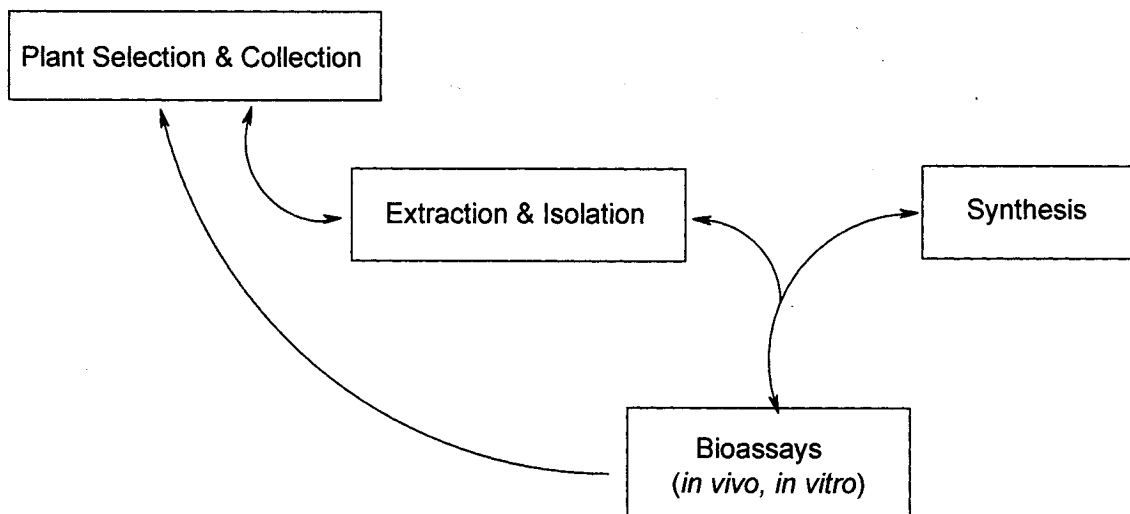 Plant Selection & Collection
Extraction & Isolation
Synthesis
Bioassays
(in vivo, in vitro)